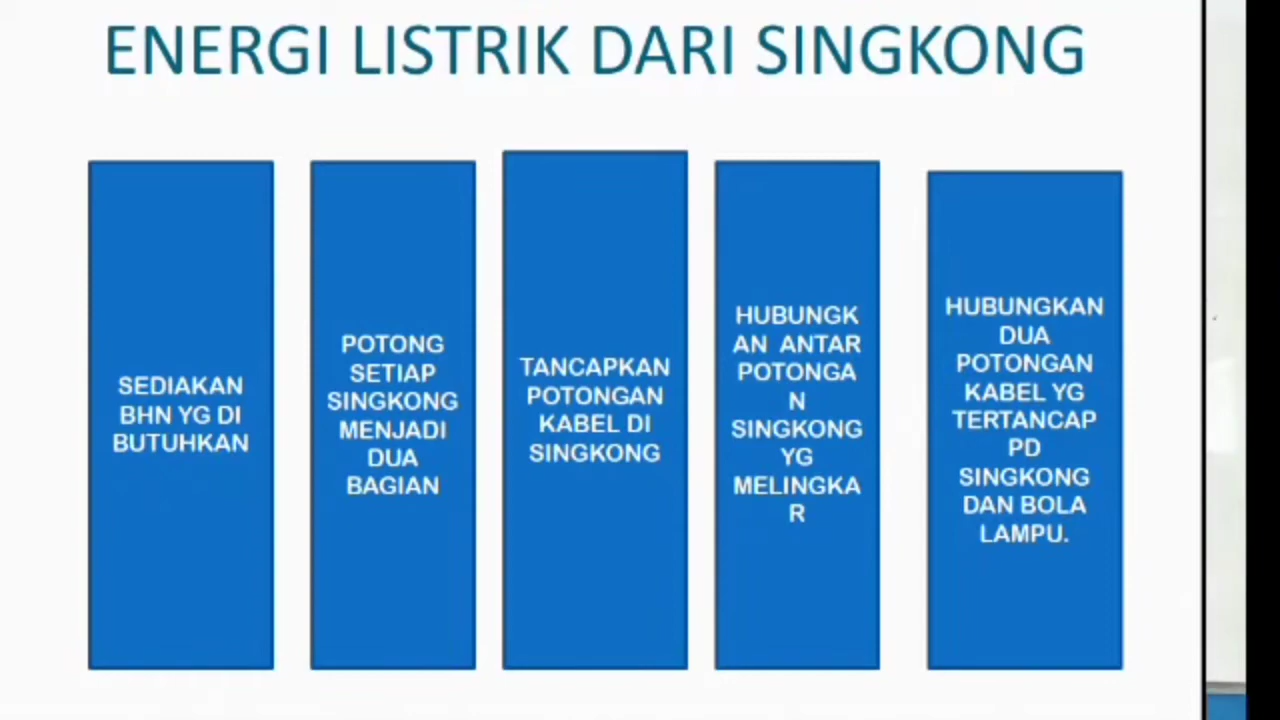 ENERGI LISTRIK DARI SINGKONG
SEDIAKAN
BHN YG DI
BUTUHKAN
POTONG
SETIAP
SINGKONG
MENJADI
DUA
BAGIAN
TANCAPKAN
POTONGAN
KABEL DI
SINGKONG
HUBUNGK
AN ANTAR
POTONGA
N
SINGKONG
YG
MELINGKA
R
HUBUNGKAN
DUA
POTONGAN
KABEL YG
TERTANCAP
PD
SINGKONG
DAN BOLA
LAMPU.